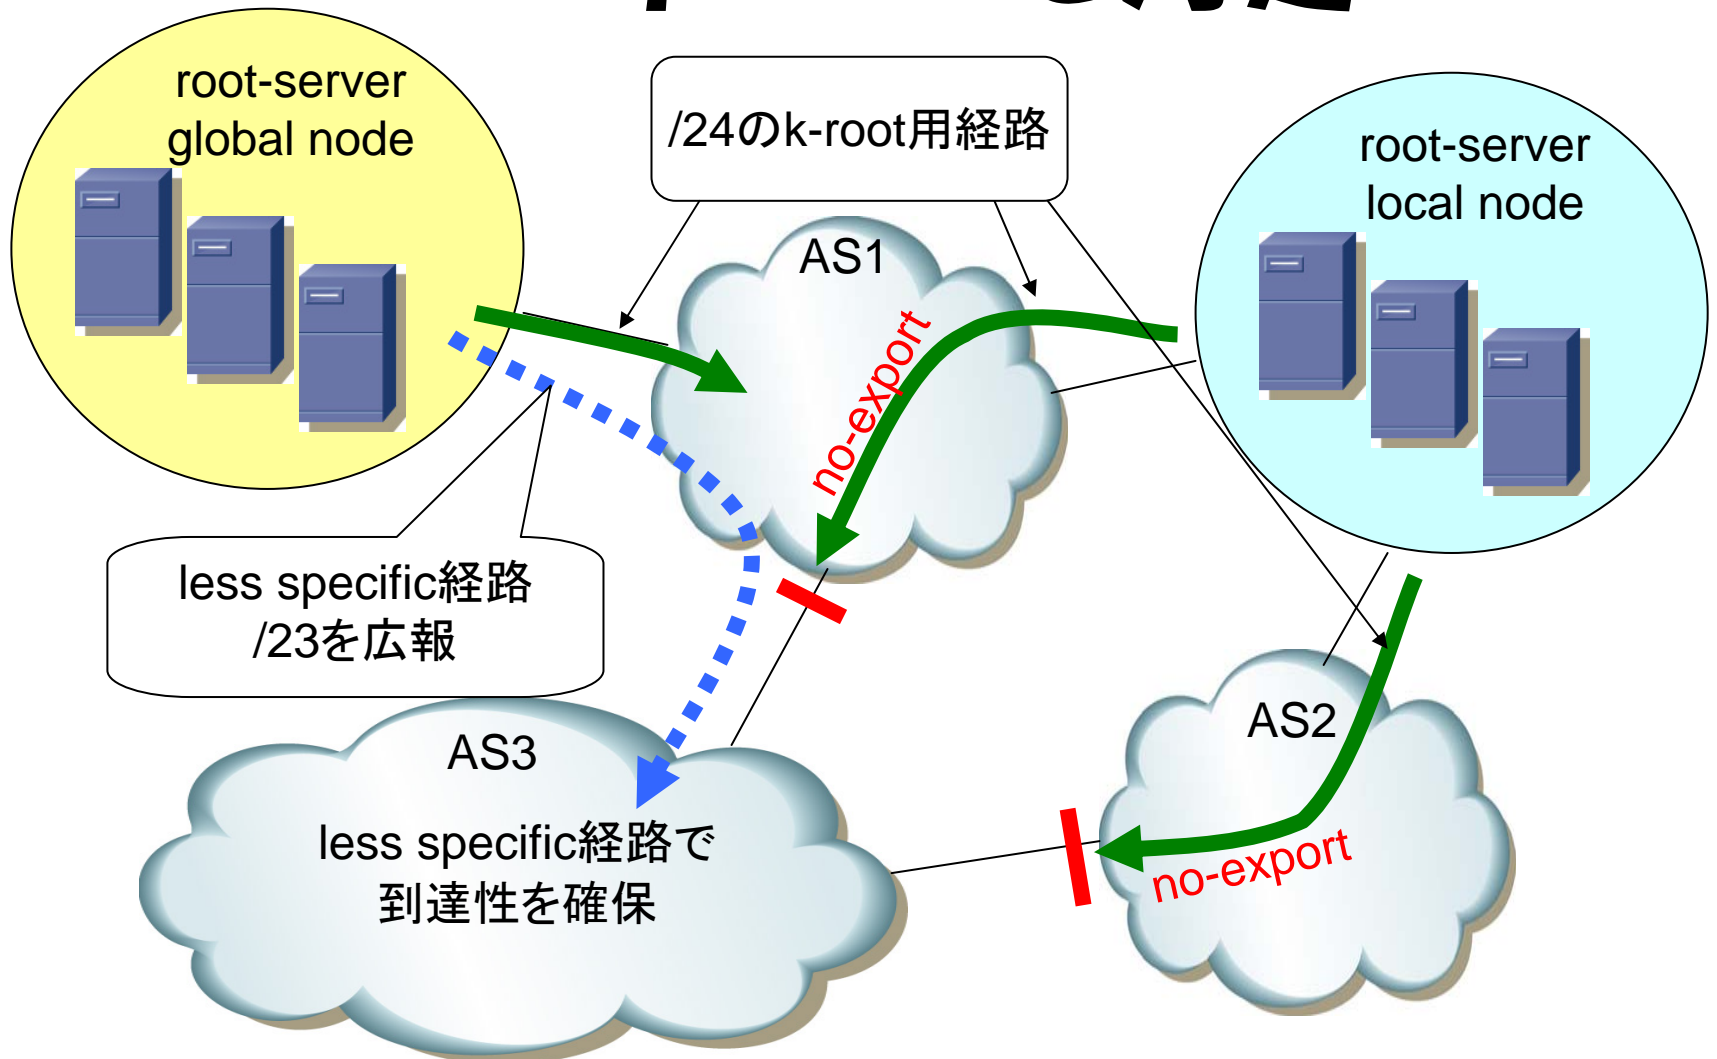 root-server
global node
/24のk-root用経路
root-server
local node
AS1
no-export
less specific経路
/23を広報
AS2
no-export
AS3
less specific経路で
到達性を確保